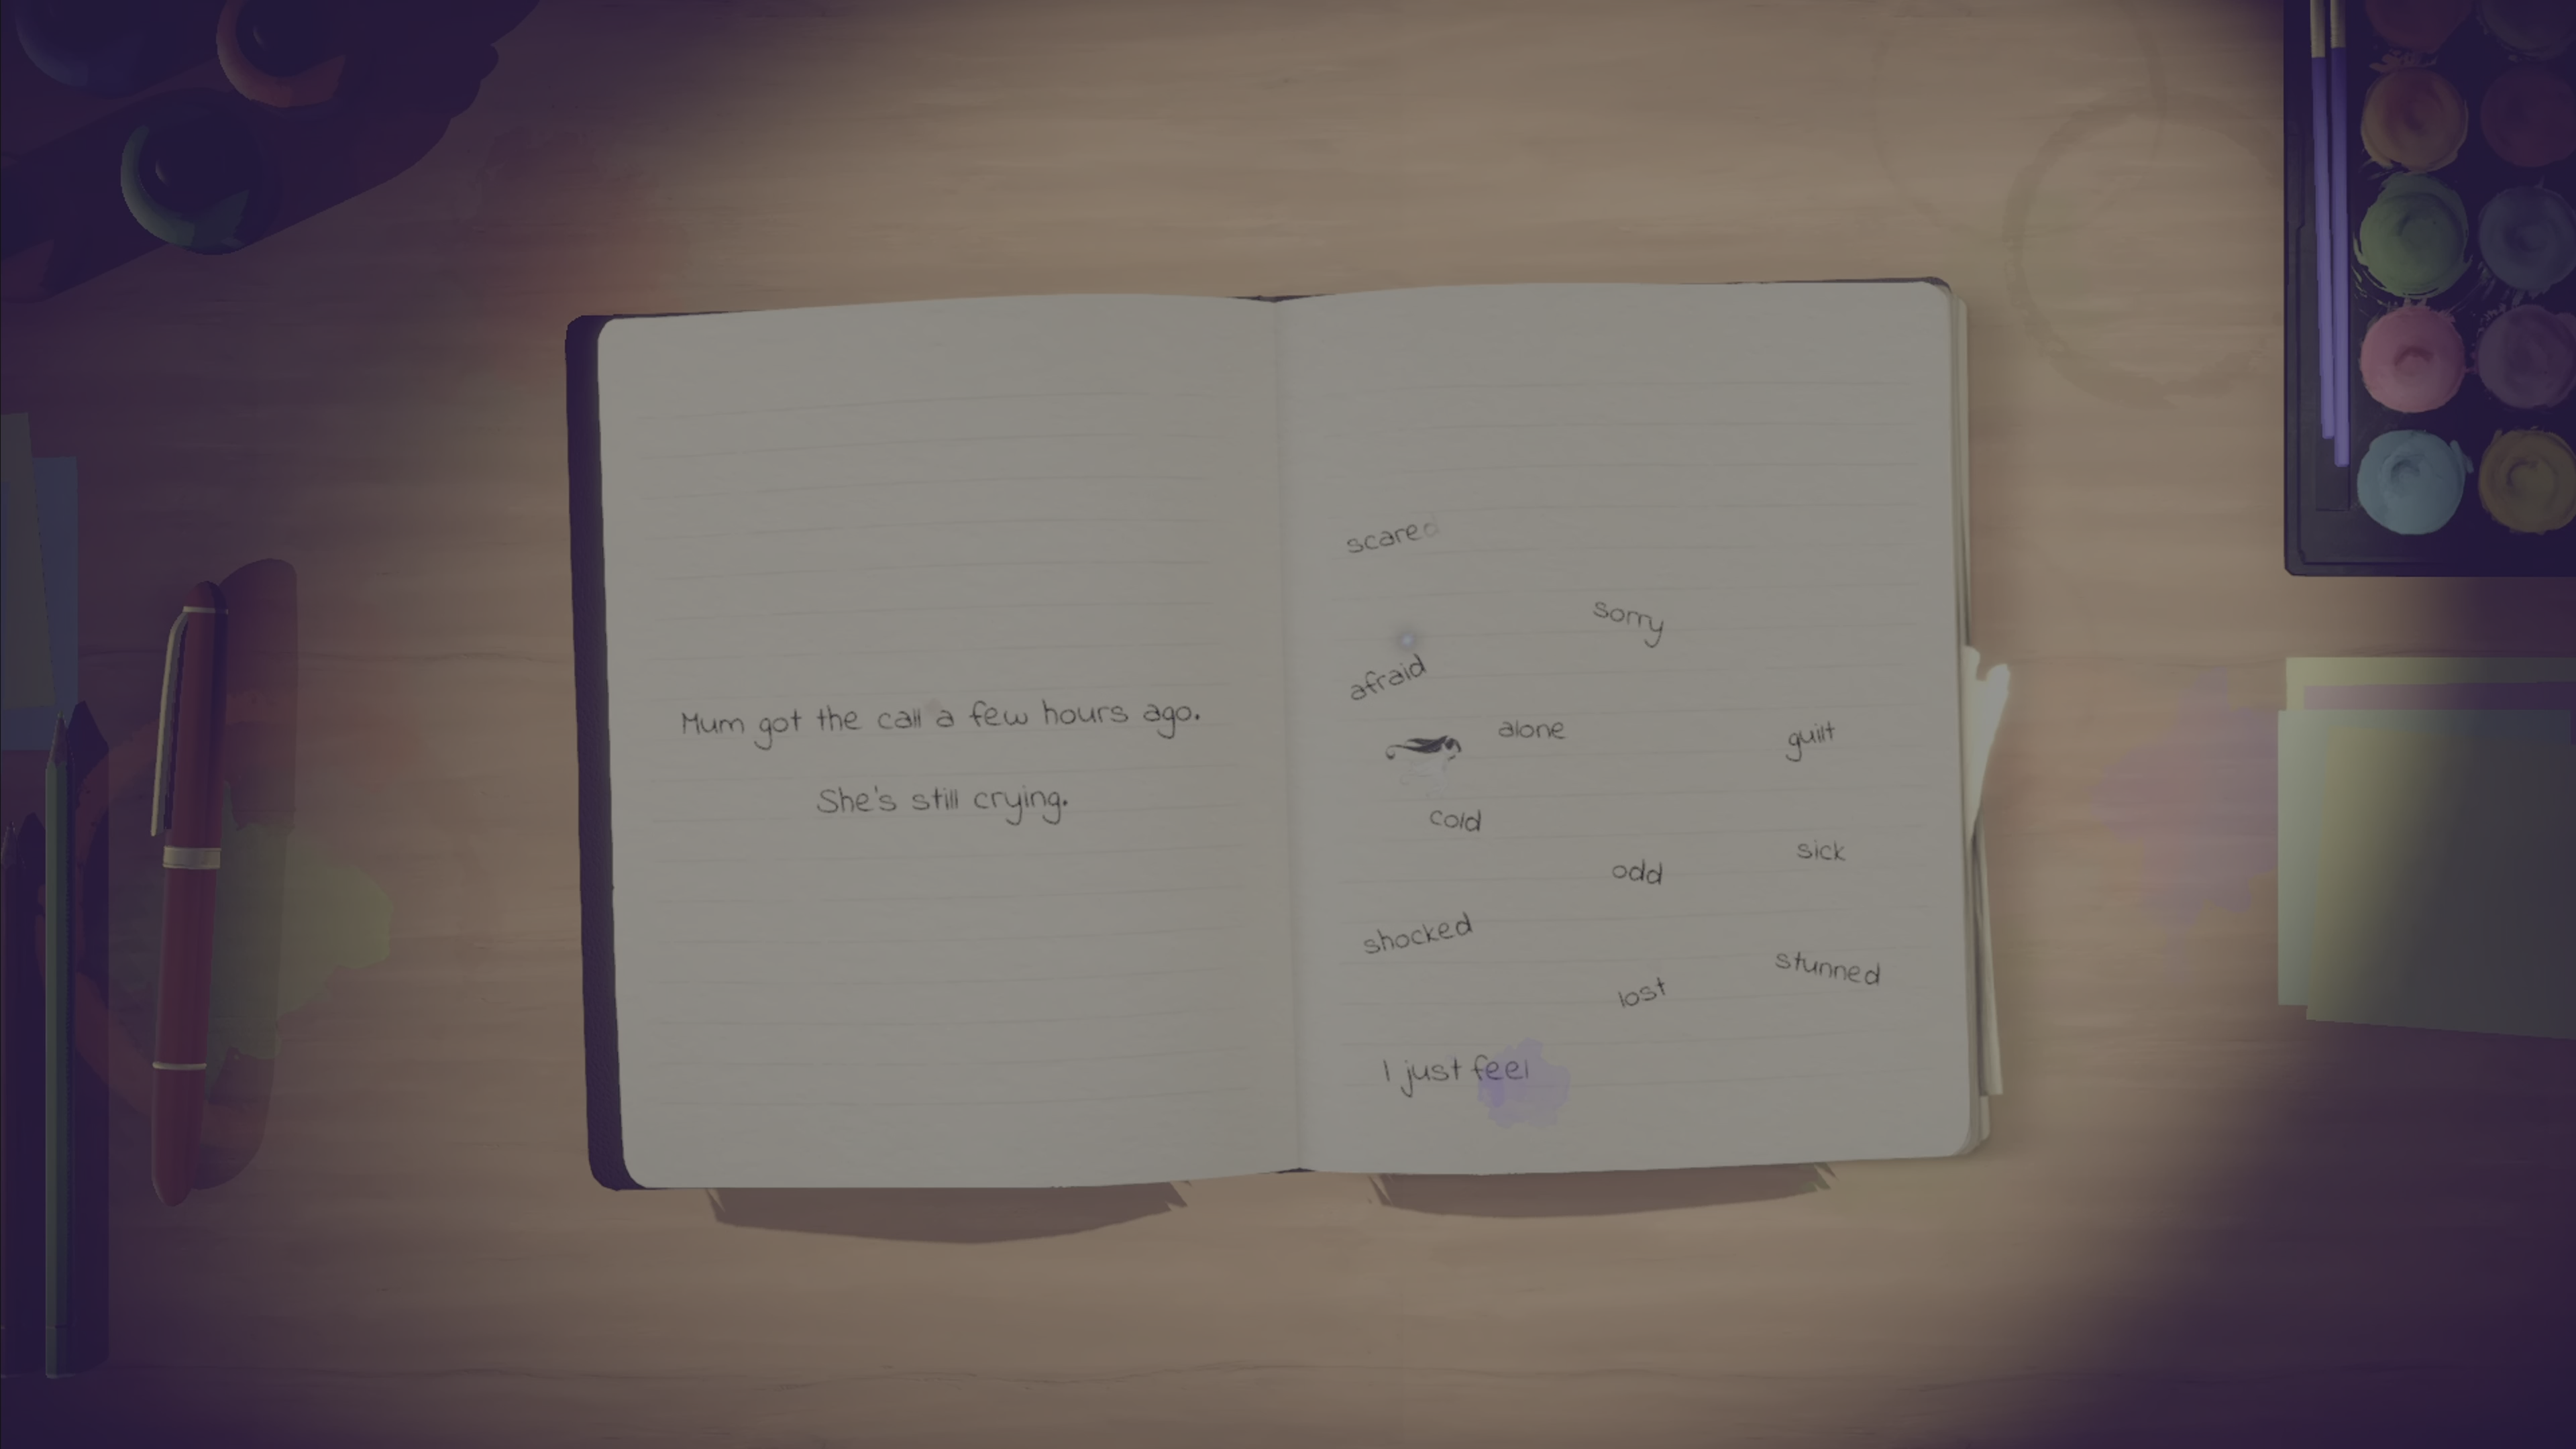 Mum got the call a few hours ago.
She's still crying.
scared
sorry
afraid
alone
guilt
cold
odd
sick
shocked
stunned
lost
I just feel